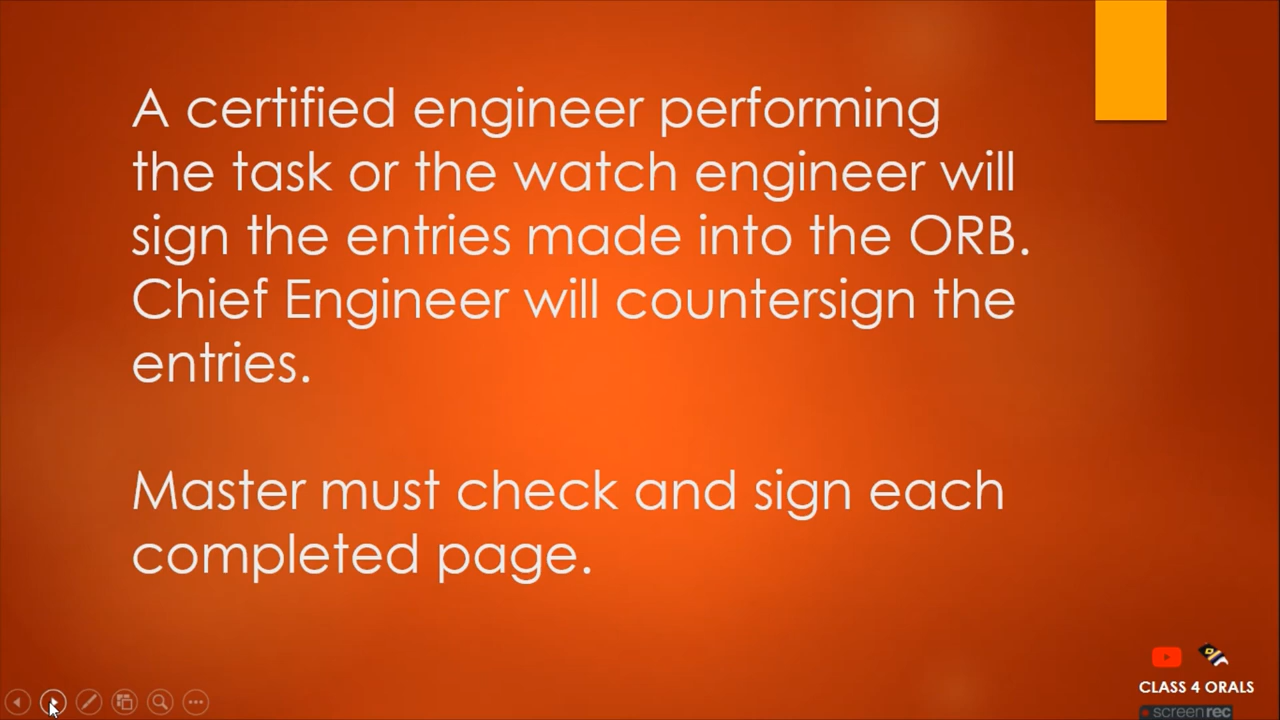 A certified engineer performing
the task or the watch engineer will
sign the entries made into the ORB.
Chief Engineer will countersign the
entries.
Master must check and sign each
completed page.
CLASS 4 ORALS
screenrec